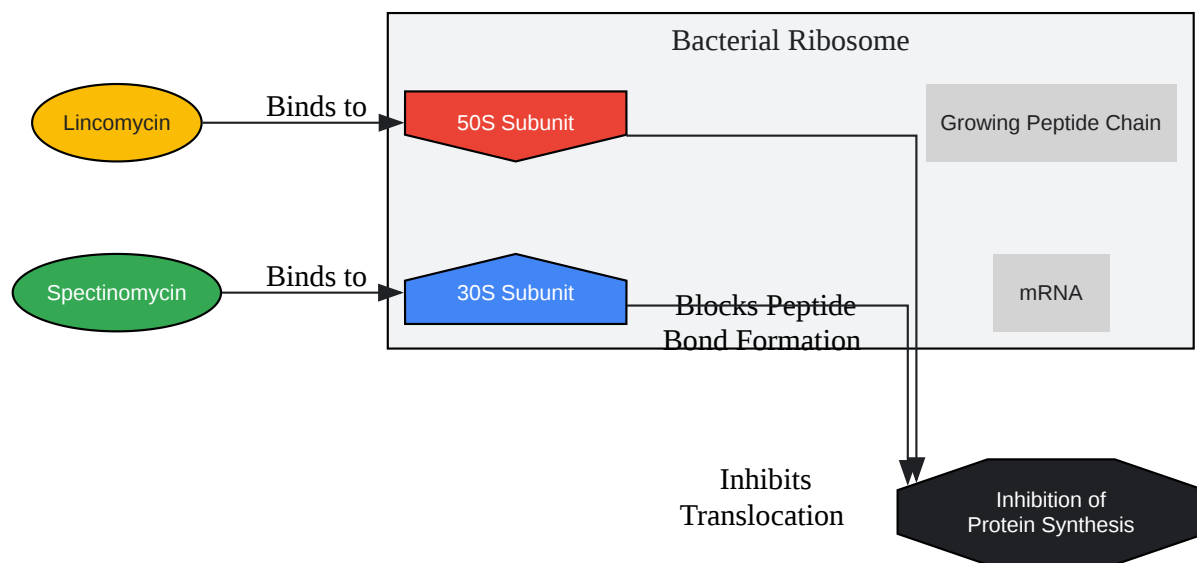 Bacterial Ribosome
Lincomycin
Binds to
50S Subunit
Growing Peptide Chain
Spectinomycin
Binds to
30S Subunit
mRNA
Blocks Peptide
Bond Formation
Inhibits
Translocation
Inhibition of
Protein Synthesis